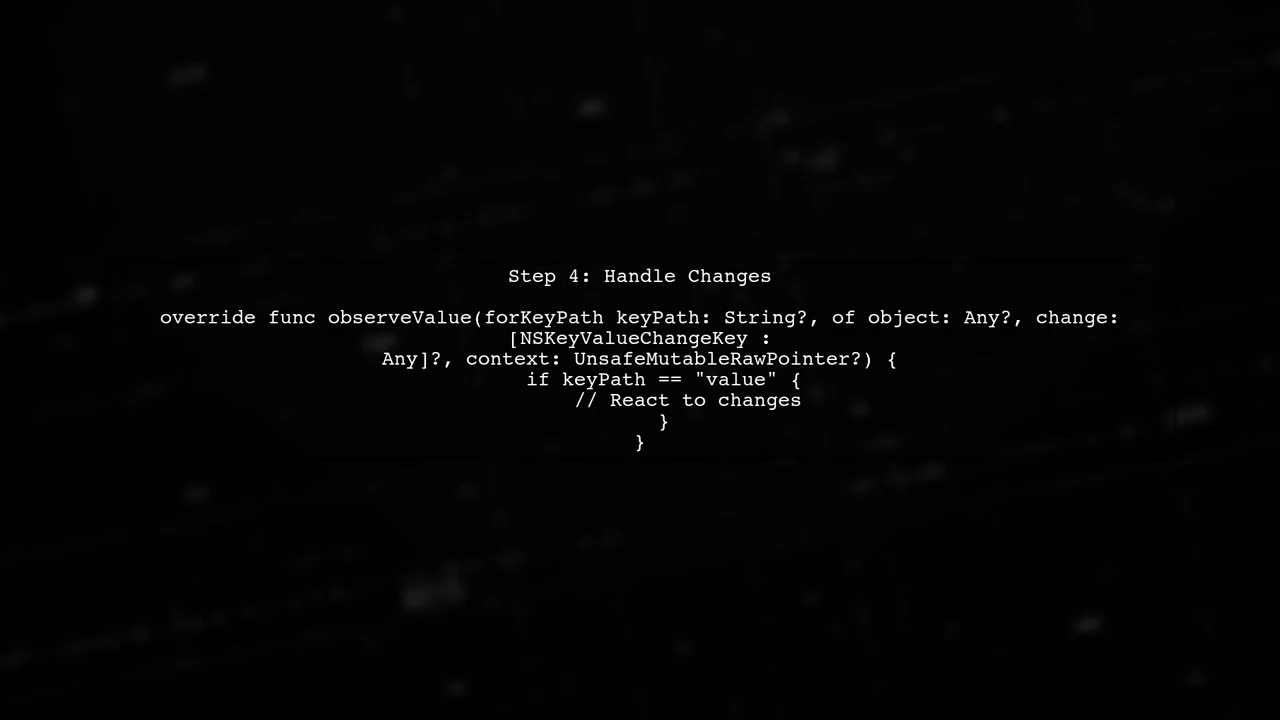 Step 4: Handle Changes
override func observeValue(forKeyPath keyPath: String?, of object: Any?, change:
[NSKeyValueChangeKey :
Any]?, context: UnsafeMutableRawPointer?) {
if keyPath == "value" {
// React to changes
}
}